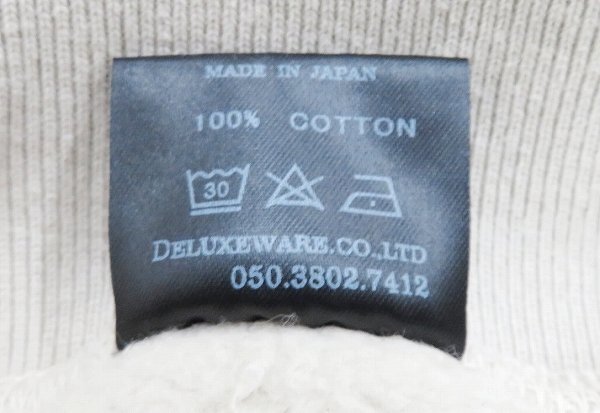 MADE IN JAPAN
100% COTTON
30
DELUXEWARE.CO.LTD
050.3802.7412